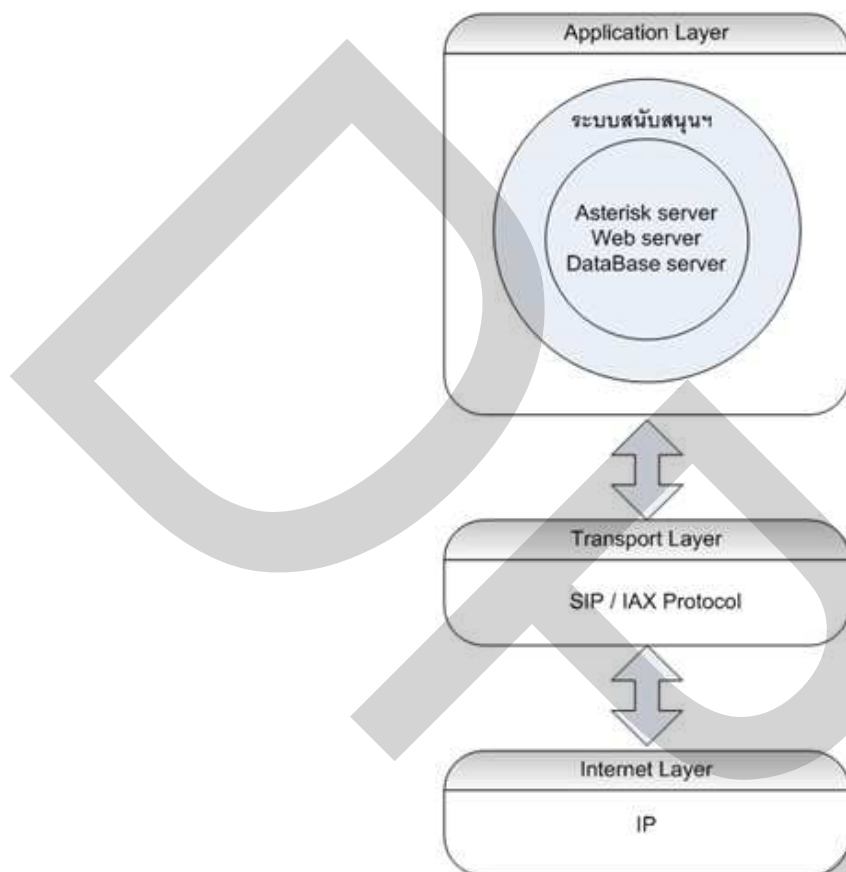 Application Layer
ระบบสนับสนุนฯ
Asterisk server
Web server
DataBase server
Transport Layer
SIP / IAX Protocol
Internet Layer
IP